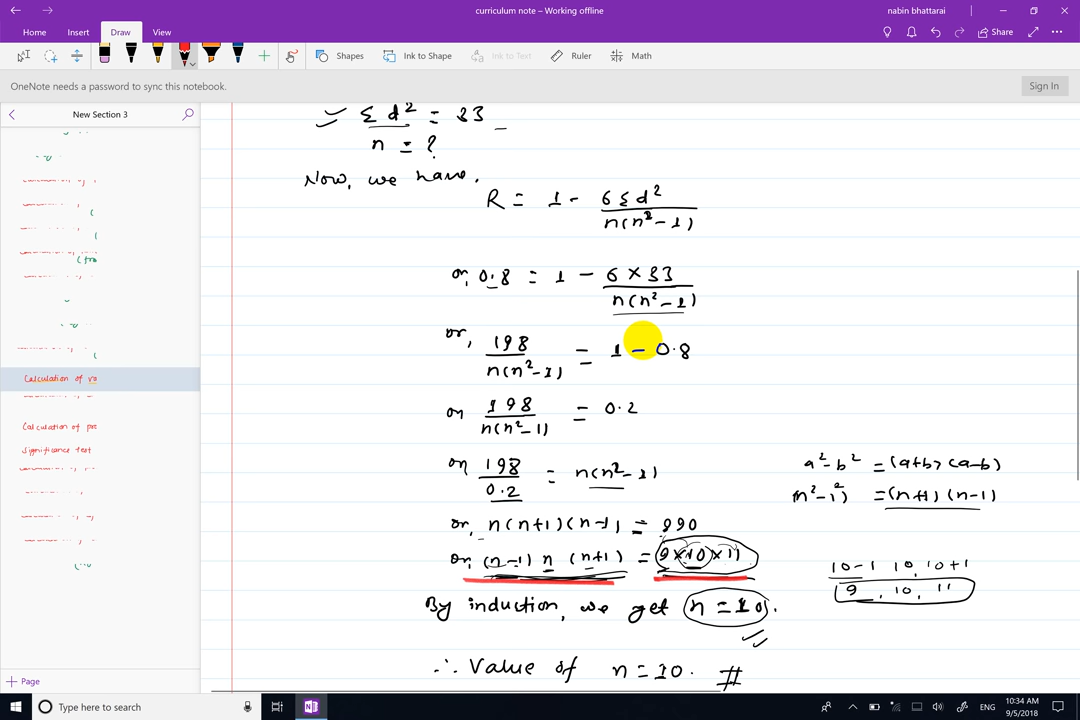 curriculum note – Working offline
nabin bhattarai
Home Insert Draw View
Share
Shapes Ink to Shape Ink to Text Ruler Math
OneNote needs a password to sync this notebook.
Sign In
New Section 3
Calculation of
Calculation of pre
Significance test
+ Page
Σd² = 33
n = ?
Now, we have,
R = 1 - 6Σd² / n(n²-1)
or, 0.8 = 1 - 6×33 / n(n²-1)
or, 198 / n(n²-1) = 1 - 0.8
or 198 / n(n²-1) = 0.2
or 198 / 0.2 = n(n²-1)
a²-b² = (a+b)(a-b)
(n²-1²) = (n+1)(n-1)
or, n(n+1)(n-1) = 990
or, (n-1) n (n+1) = 9×10×11
10-1 10, 10+1
9, 10, 11
By induction, we get n = 10.
∴ Value of n = 10. #
Type here to search
ENG
10:34 AM
9/5/2018